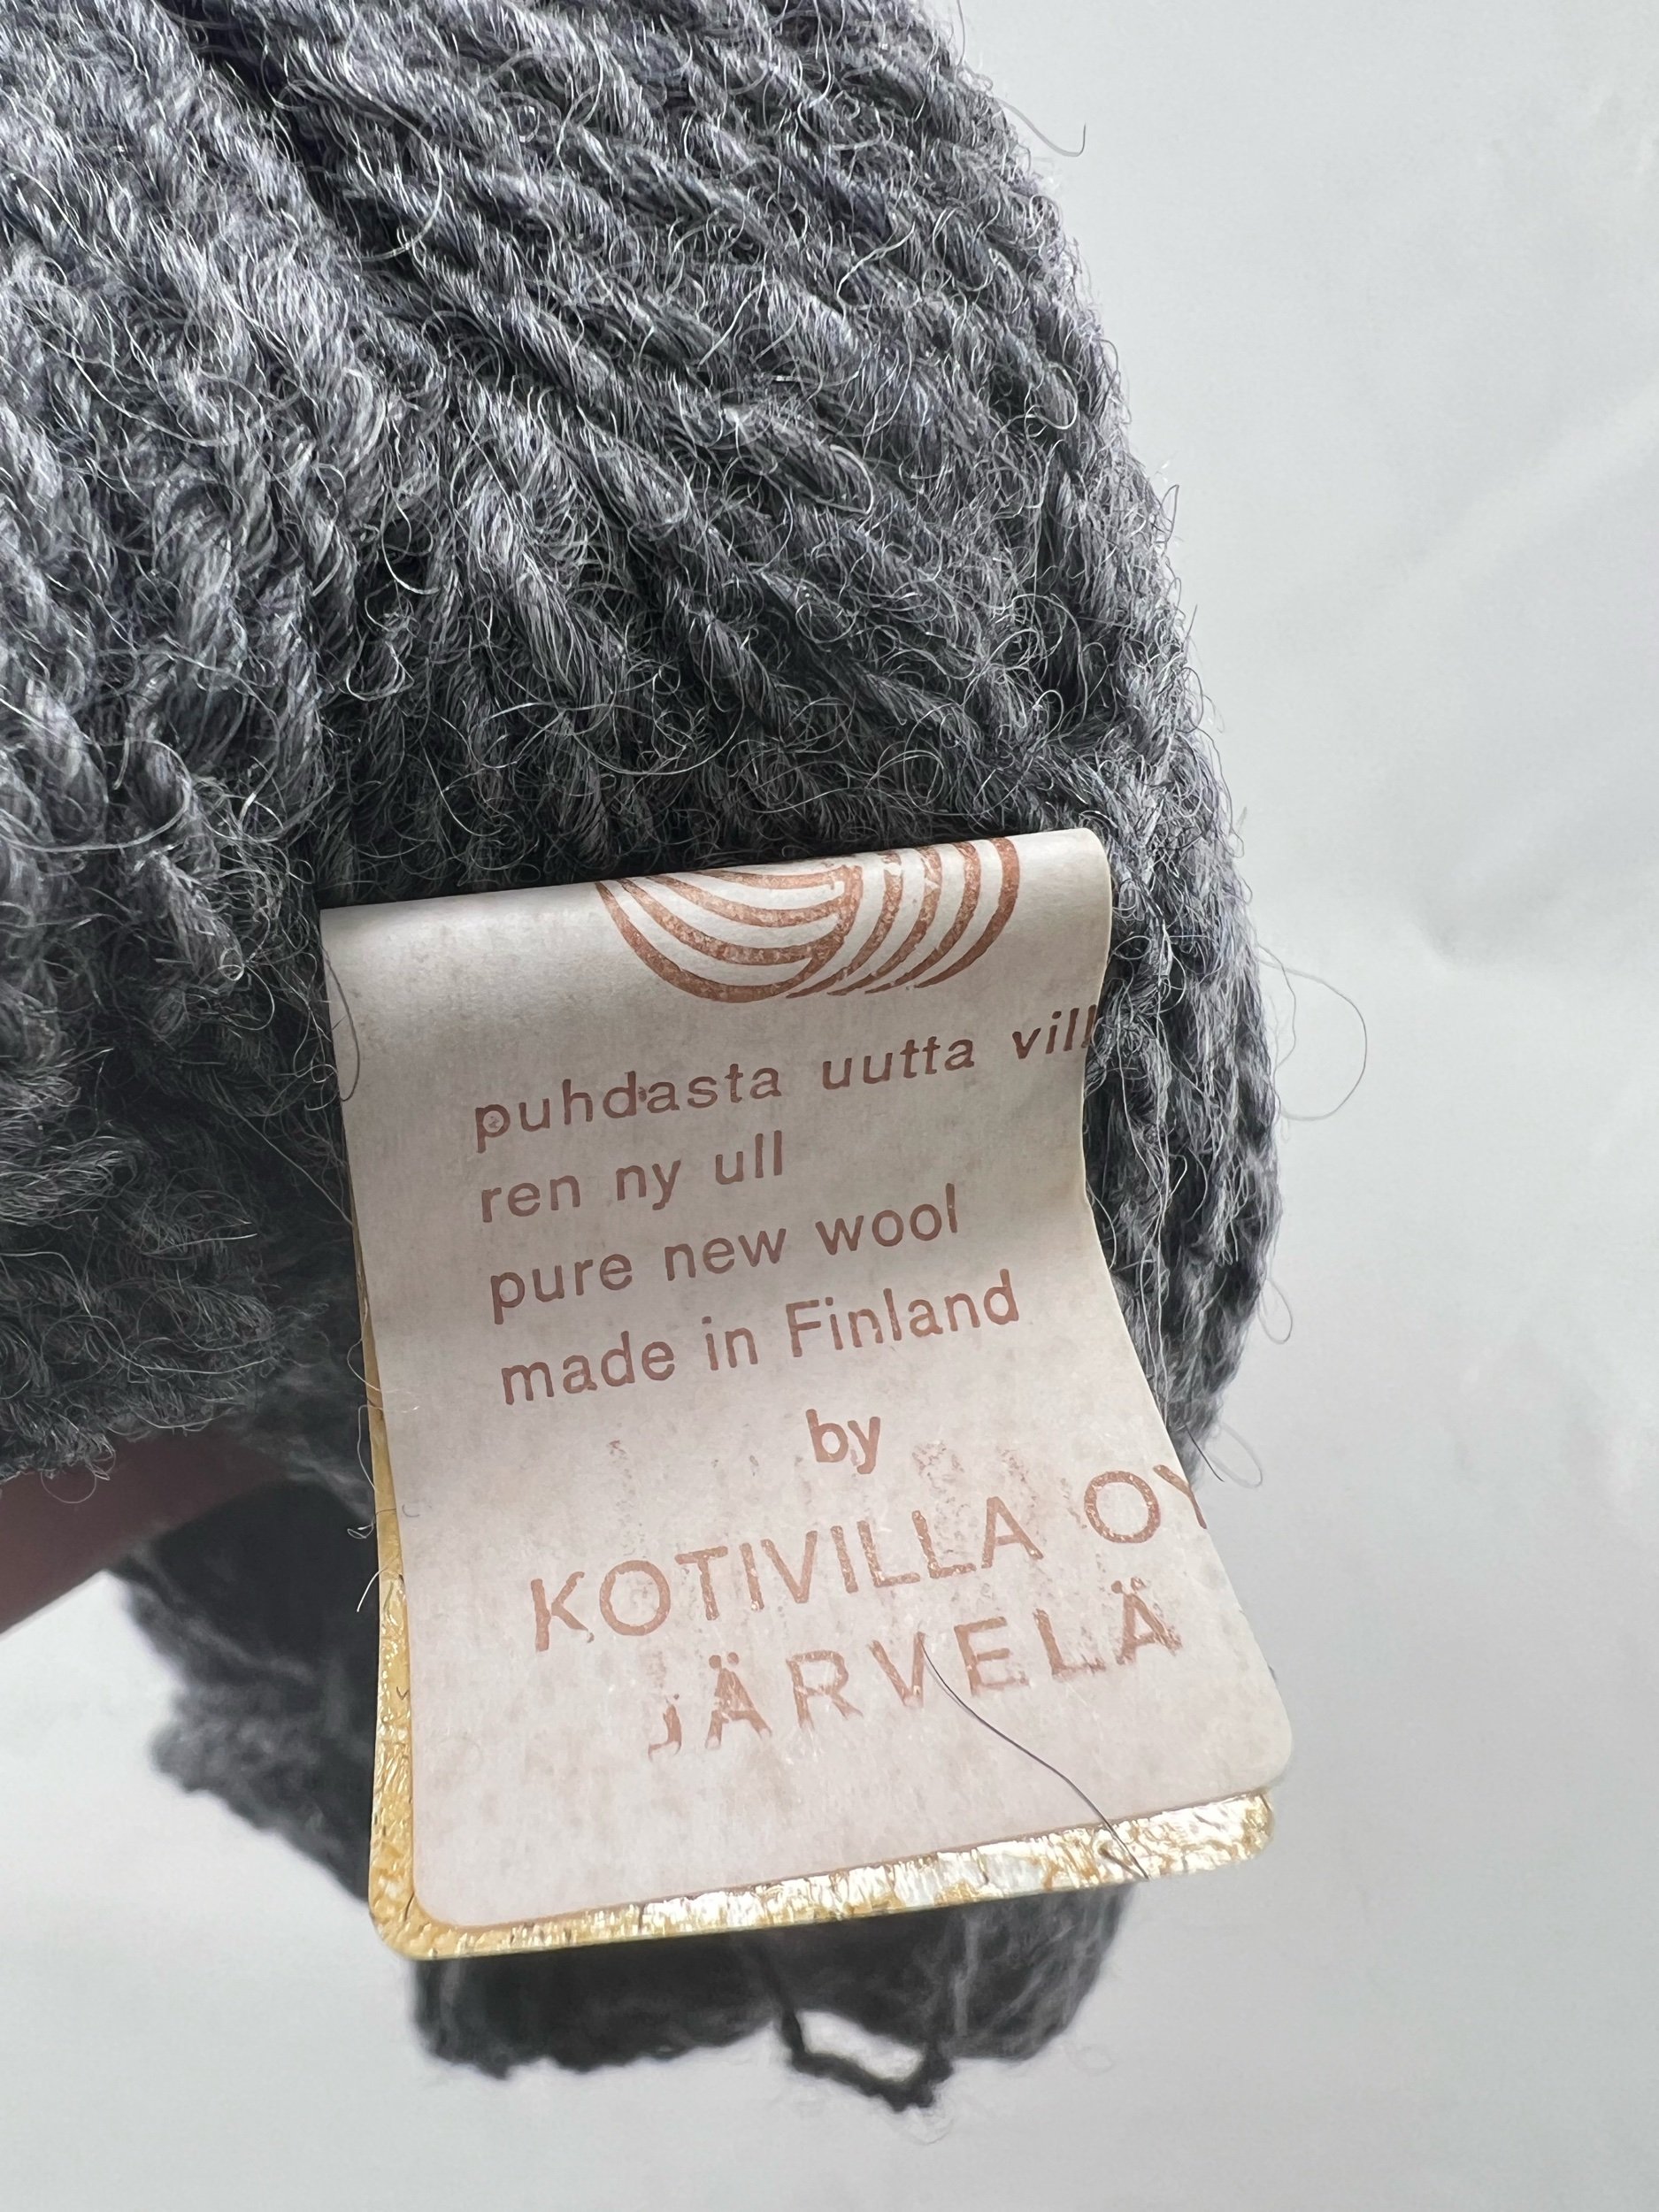 puhdasta uutta vill
ren ny ull
pure new wool
made in Finland
by
KOTIVILLA OY
JÄRVELÄ